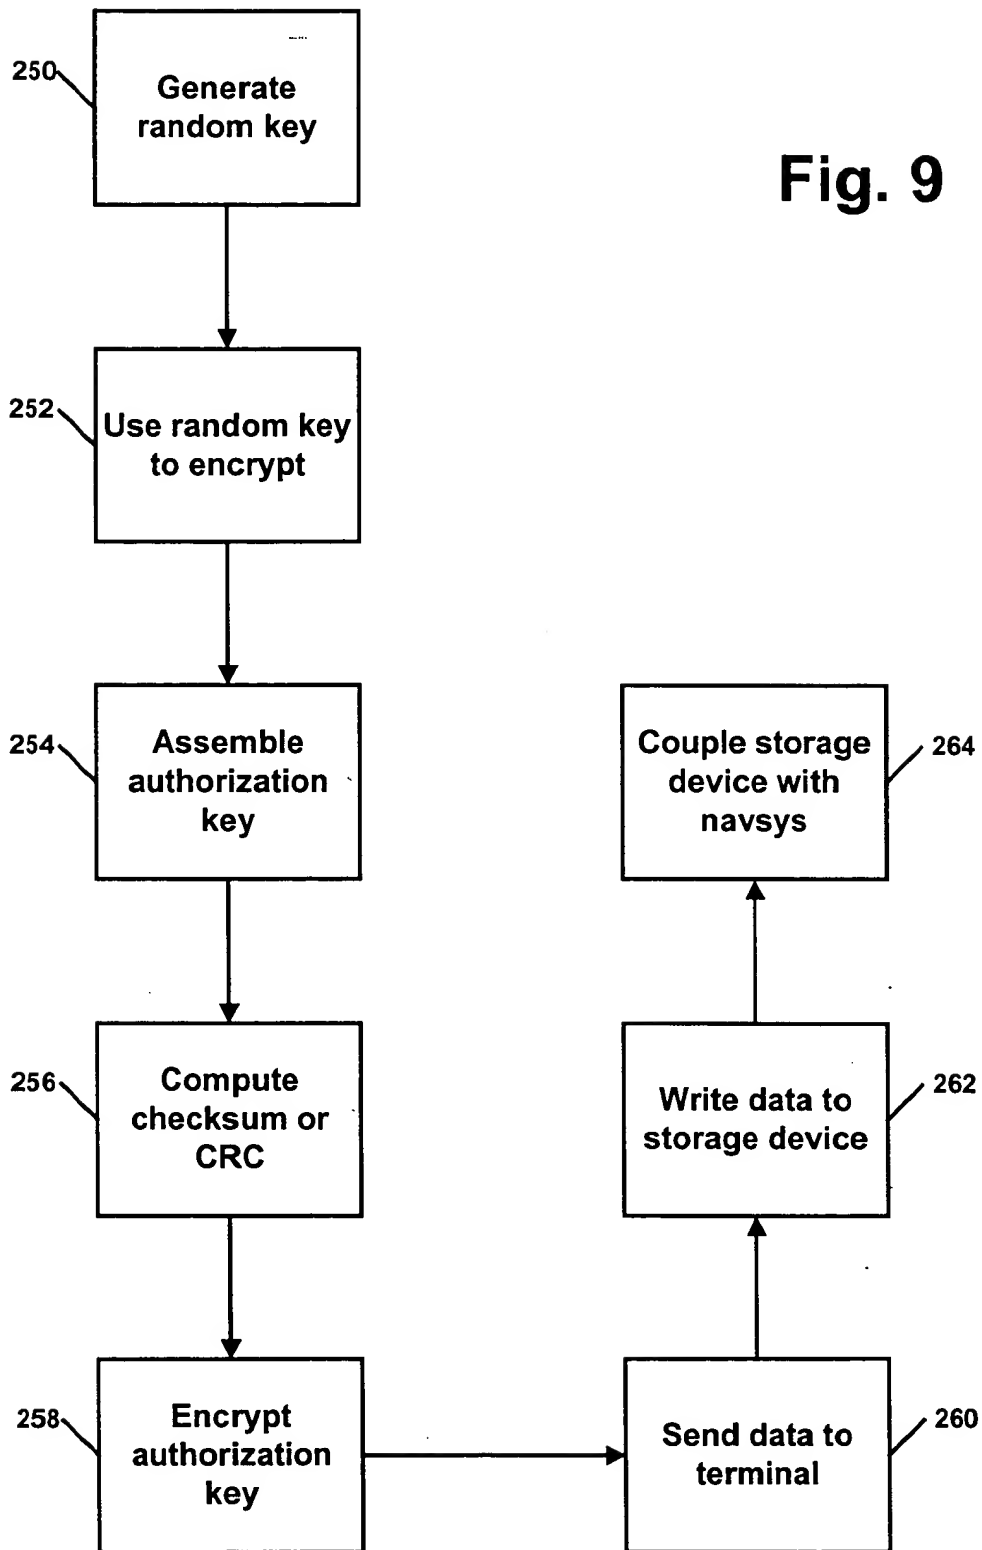 250
Generate
random key
Fig. 9
252
Use random key
to encrypt
254
Assemble
authorization
key
256
Compute
checksum or
CRC
258
Encrypt
authorization
key
Send data to
terminal
260
Write data to
storage device
262
Couple storage
device with
navsys
264